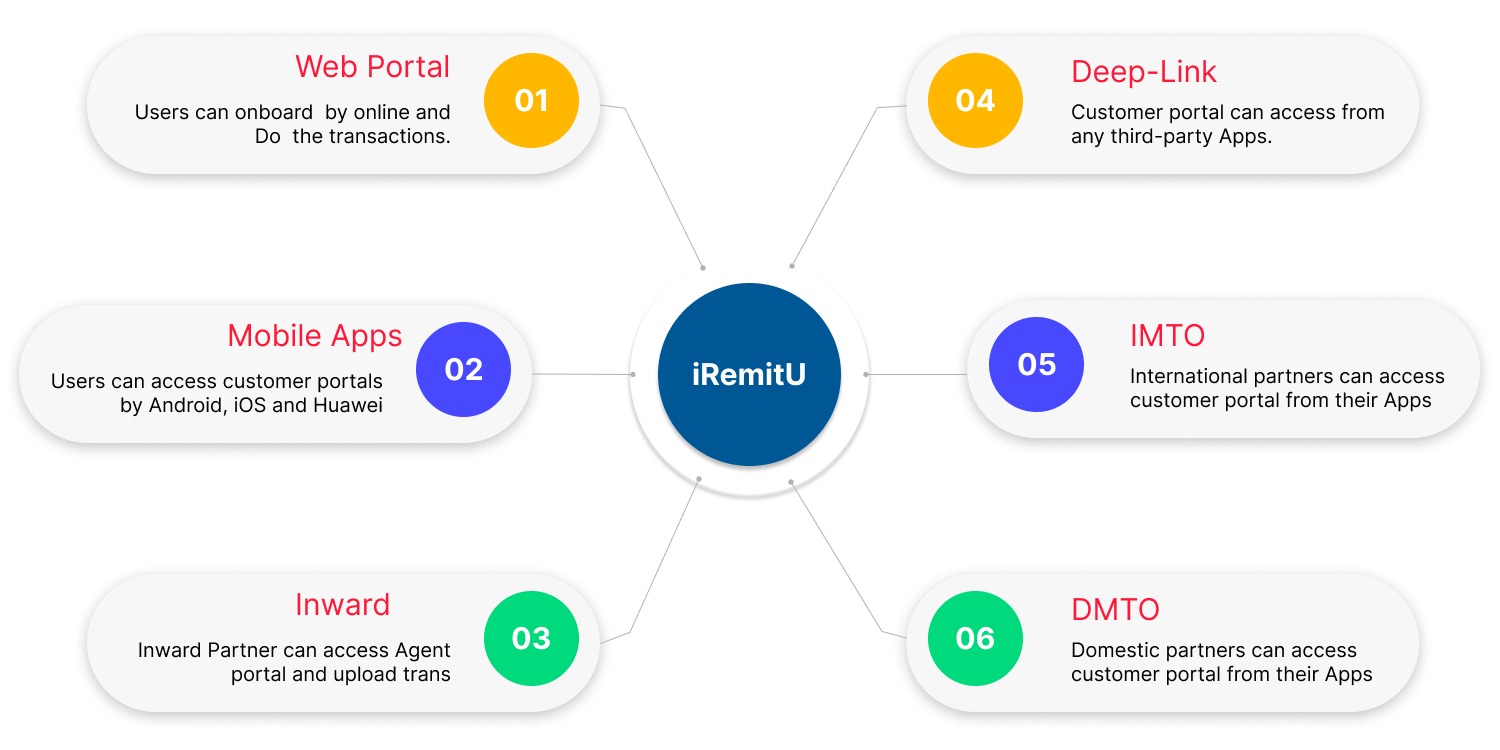 Web Portal
01
Users can onboard  by online and
Do  the transactions.
Mobile Apps
02
Users can access customer portals
by Android, iOS and Huawei
Inward
03
Inward Partner can access Agent
portal and upload trans
iRemitU
04
Deep-Link
Customer portal can access from
any third-party Apps.
05
IMTO
International partners can access
customer portal from their Apps
06
DMTO
Domestic partners can access
customer portal from their Apps